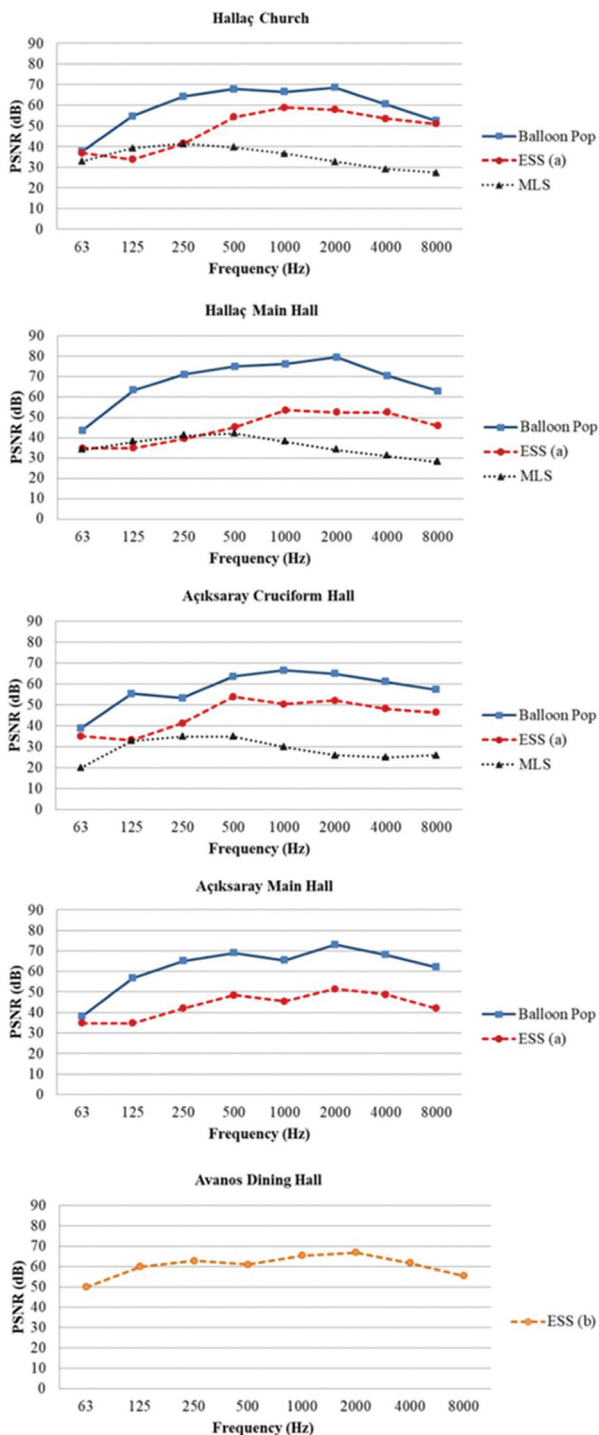 Hallaç Church
PSNR (dB)
90
80
70
60
50
40
30
20
10
0
63 125 250 500 1000 2000 4000 8000
Frequency (Hz)
Balloon Pop
ESS (a)
MLS
Hallaç Main Hall
PSNR (dB)
90
80
70
60
50
40
30
20
10
0
63 125 250 500 1000 2000 4000 8000
Frequency (Hz)
Balloon Pop
ESS (a)
MLS
Açıksaray Cruciform Hall
PSNR (dB)
90
80
70
60
50
40
30
20
10
0
63 125 250 500 1000 2000 4000 8000
Frequency (Hz)
Balloon Pop
ESS (a)
MLS
Açıksaray Main Hall
PSNR (dB)
90
80
70
60
50
40
30
20
10
0
63 125 250 500 1000 2000 4000 8000
Frequency (Hz)
Balloon Pop
ESS (a)
Avanos Dining Hall
PSNR (dB)
90
80
70
60
50
40
30
20
10
0
63 125 250 500 1000 2000 4000 8000
Frequency (Hz)
ESS (b)